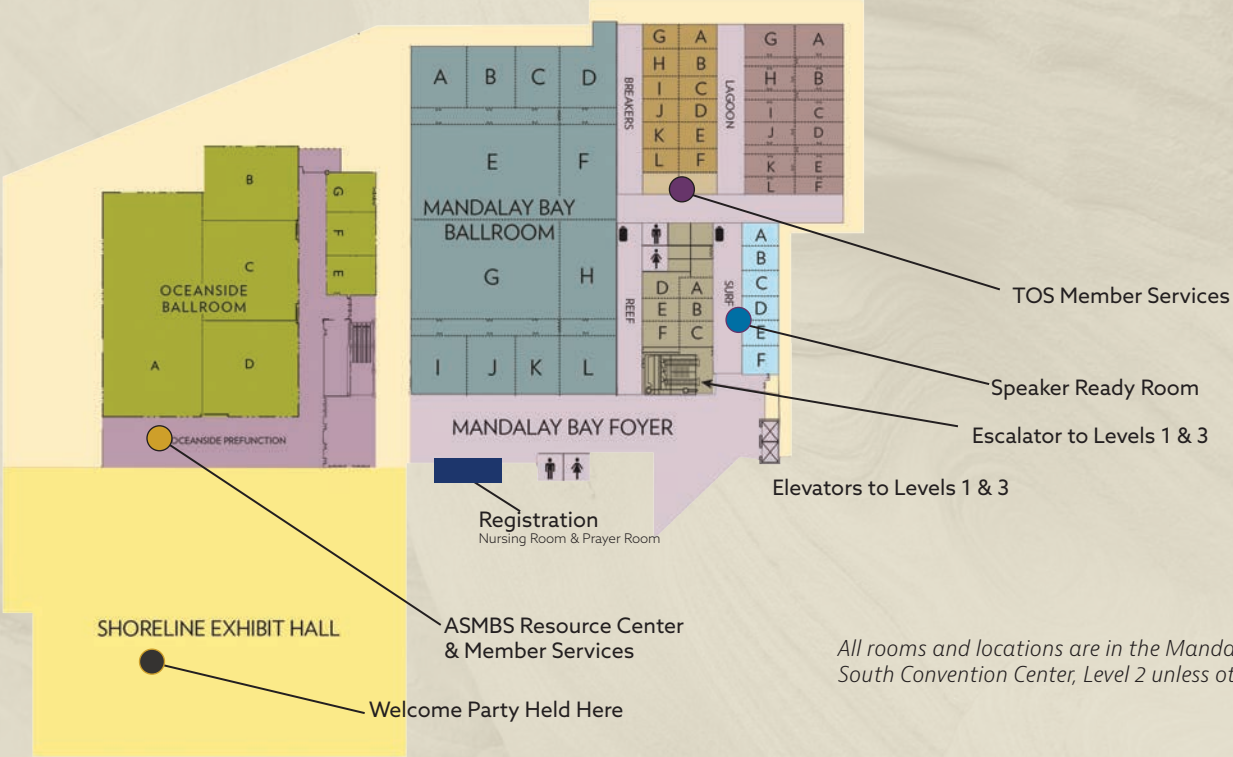 A B C D
E F
MANDALAY BAY
BALLROOM
G H
I J K L
BREAKERS
G A
H B
I C
J D
K E
L F
LAGOON
G A
H B
I C
J D
K E
L F
B
C
OCEANSIDE
BALLROOM
A D
G
F
E
OCEANSIDE PREFUNCTION
REEF
D A
E B
F C
SURF
A
B
C
D
E
F
MANDALAY BAY FOYER
TOS Member Services
Speaker Ready Room
Escalator to Levels 1 & 3
Elevators to Levels 1 & 3
Registration
Nursing Room & Prayer Room
SHORELINE EXHIBIT HALL
ASMBS Resource Center
& Member Services
Welcome Party Held Here
All rooms and locations are in the Manda
South Convention Center, Level 2 unless ot